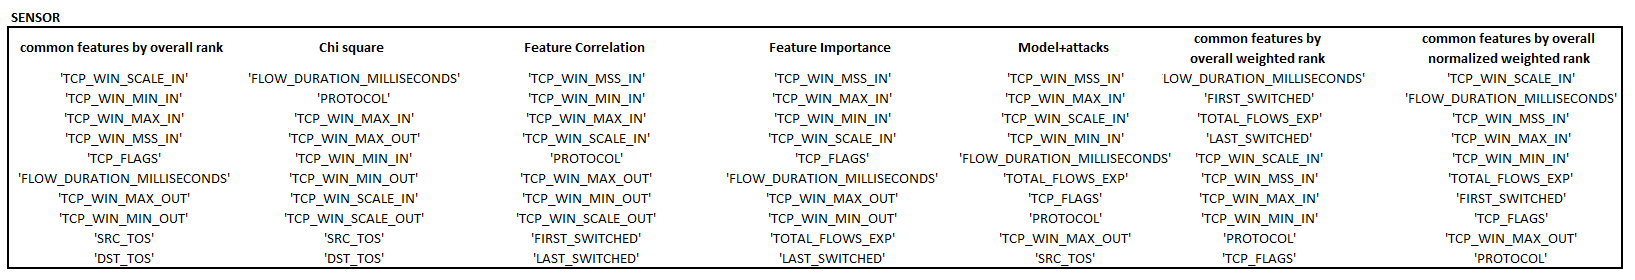 SENSOR
common features by overall rank Chi square Feature Correlation Feature Importance Model+attacks common features by overall weighted rank common features by overall normalized weighted rank
'TCP_WIN_SCALE_IN' 'FLOW_DURATION_MILLISECONDS' 'TCP_WIN_MSS_IN' 'TCP_WIN_MSS_IN' 'TCP_WIN_MSS_IN' LOW_DURATION_MILLISECONDS' 'TCP_WIN_SCALE_IN'
'TCP_WIN_MIN_IN' 'PROTOCOL' 'TCP_WIN_MIN_IN' 'TCP_WIN_MAX_IN' 'TCP_WIN_MAX_IN' 'FIRST_SWITCHED' 'FLOW_DURATION_MILLISECONDS'
'TCP_WIN_MAX_IN' 'TCP_WIN_MAX_IN' 'TCP_WIN_MAX_IN' 'TCP_WIN_MIN_IN' 'TCP_WIN_SCALE_IN' 'TOTAL_FLOWS_EXP' 'TCP_WIN_MSS_IN'
'TCP_WIN_MSS_IN' 'TCP_WIN_MAX_OUT' 'TCP_WIN_SCALE_IN' 'TCP_WIN_SCALE_IN' 'TCP_WIN_MIN_IN' 'LAST_SWITCHED' 'TCP_WIN_MAX_IN'
'TCP_FLAGS' 'TCP_WIN_MIN_IN' 'PROTOCOL' 'TCP_FLAGS' 'FLOW_DURATION_MILLISECONDS' 'TCP_WIN_SCALE_IN' 'TCP_WIN_MIN_IN'
'FLOW_DURATION_MILLISECONDS' 'TCP_WIN_MIN_OUT' 'TCP_WIN_MAX_OUT' 'FLOW_DURATION_MILLISECONDS' 'TOTAL_FLOWS_EXP' 'TCP_WIN_MSS_IN' 'TOTAL_FLOWS_EXP'
'TCP_WIN_MAX_OUT' 'TCP_WIN_SCALE_IN' 'TCP_WIN_MIN_OUT' 'TCP_WIN_MAX_OUT' 'TCP_FLAGS' 'TCP_WIN_MAX_IN' 'FIRST_SWITCHED'
'TCP_WIN_MIN_OUT' 'TCP_WIN_SCALE_OUT' 'TCP_WIN_SCALE_OUT' 'TCP_WIN_MIN_OUT' 'PROTOCOL' 'TCP_WIN_MIN_IN' 'TCP_FLAGS'
'SRC_TOS' 'SRC_TOS' 'FIRST_SWITCHED' 'TOTAL_FLOWS_EXP' 'TCP_WIN_MAX_OUT' 'PROTOCOL' 'TCP_WIN_MAX_OUT'
'DST_TOS' 'DST_TOS' 'LAST_SWITCHED' 'LAST_SWITCHED' 'SRC_TOS' 'TCP_FLAGS' 'PROTOCOL'